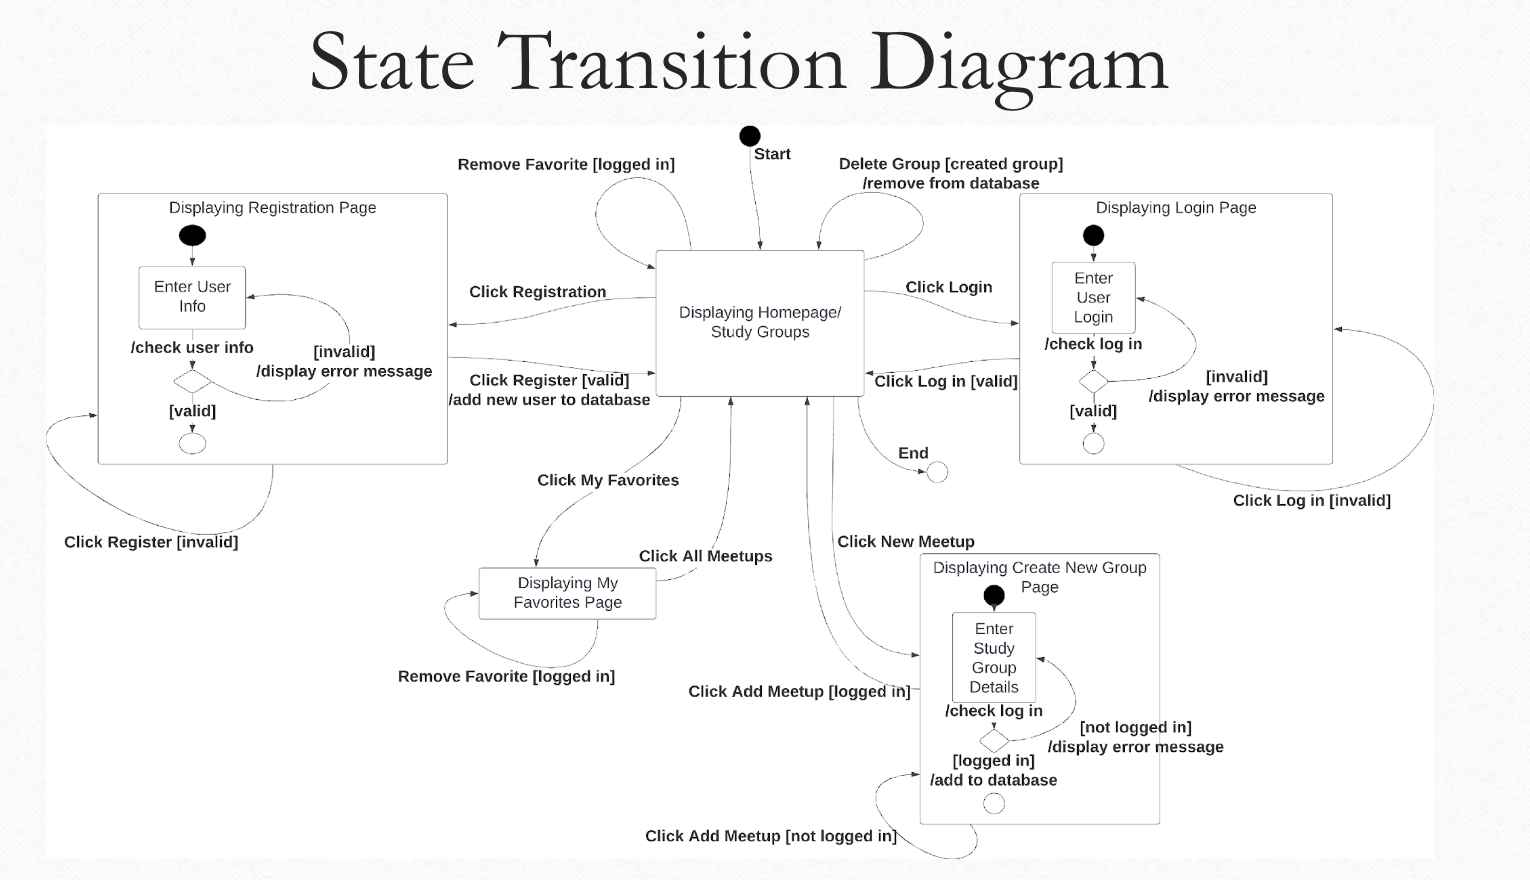 State Transition Diagram
Start
Remove Favorite [logged in]
Delete Group [created group]
/remove from database
Displaying Registration Page
Enter User
Info
/check user info
[invalid]
/display error message
[valid]
Click Register [invalid]
Click Registration
Click Register [valid]
/add new user to database
Displaying Homepage/
Study Groups
Click Login
Click Log in [valid]
Displaying Login Page
Enter
User
Login
/check log in
[invalid]
/display error message
[valid]
Click Log in [invalid]
End
Click My Favorites
Click All Meetups
Displaying My
Favorites Page
Remove Favorite [logged in]
Click New Meetup
Click Add Meetup [logged in]
Displaying Create New Group
Page
Enter
Study
Group
Details
/check log in
[not logged in]
/display error message
[logged in]
/add to database
Click Add Meetup [not logged in]